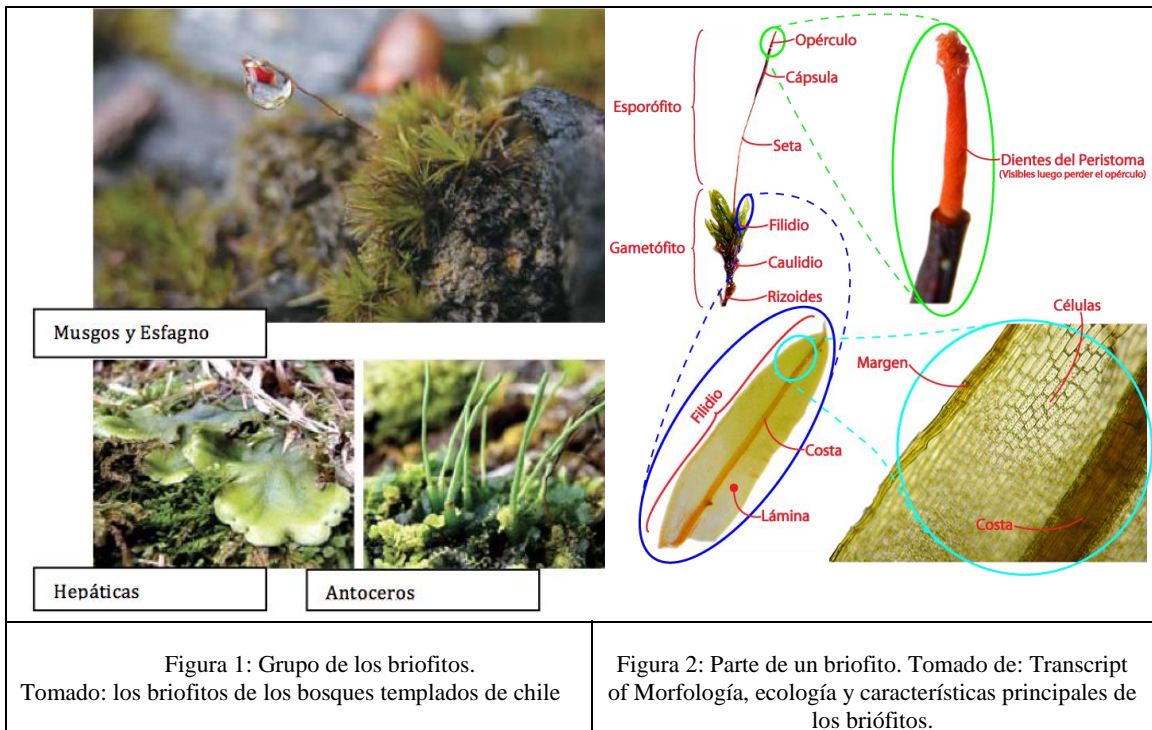 Musgos y Esfagno
Hepáticas
Antoceros
Opérculo
Cápsula
Esporófito
Seta
Dientes del Peristoma
(Visibles luego perder el opérculo)
Filidio
Gametófito
Caulidio
Rizoides
Células
Margen
Filidio
Costa
Lámina
Costa
Figura 1: Grupo de los briofitos.
Tomado: los briofitos de los bosques templados de chile
Figura 2: Parte de un briofito. Tomado de: Transcript
of Morfología, ecología y características principales de
los briófitos.